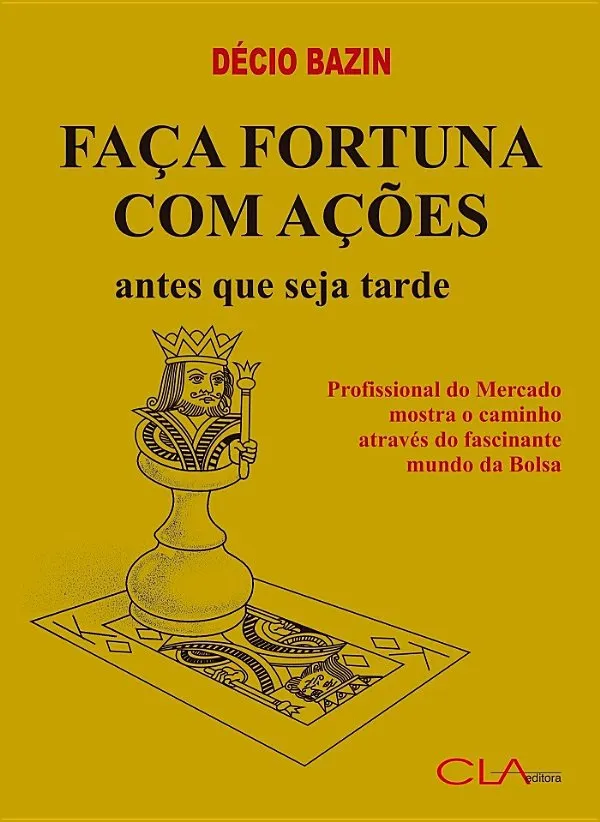 DÉCIO BAZIN
FAÇA FORTUNA
COM AÇÕES
antes que seja tarde
Profissional do Mercado
mostra o caminho
através do fascinante
mundo da Bolsa
K
K
CLA editora